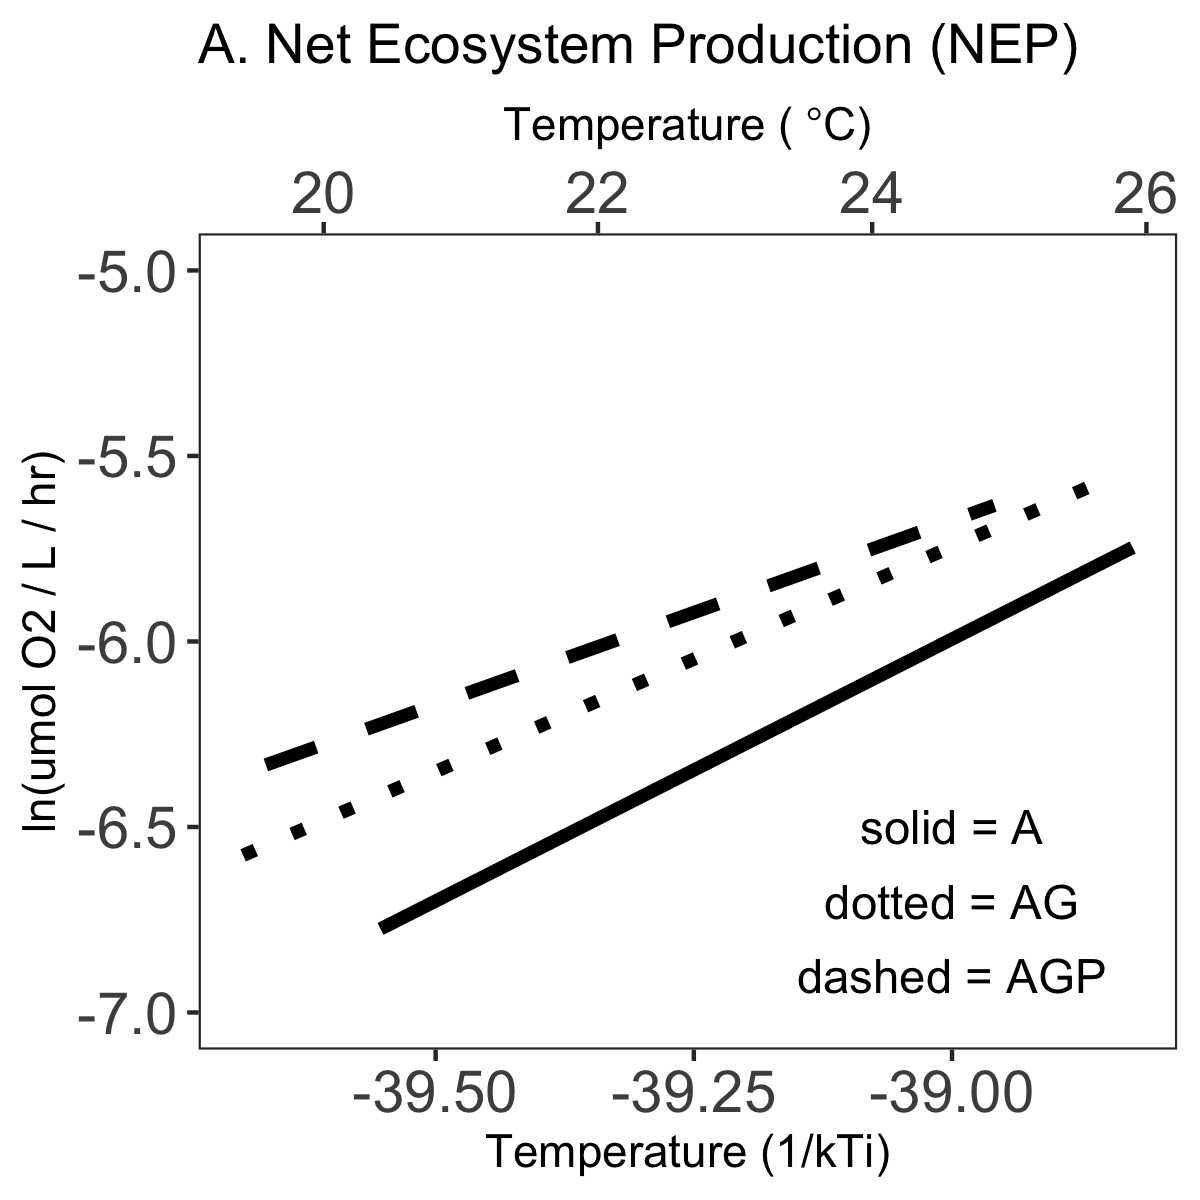 A. Net Ecosystem Production (NEP)
Temperature ( °C)
20 22 24 26
-5.0
-5.5
-6.0
-6.5
-7.0
ln(umol O2 / L / hr)
solid = A
dotted = AG
dashed = AGP
-39.50 -39.25 -39.00
Temperature (1/kTi)